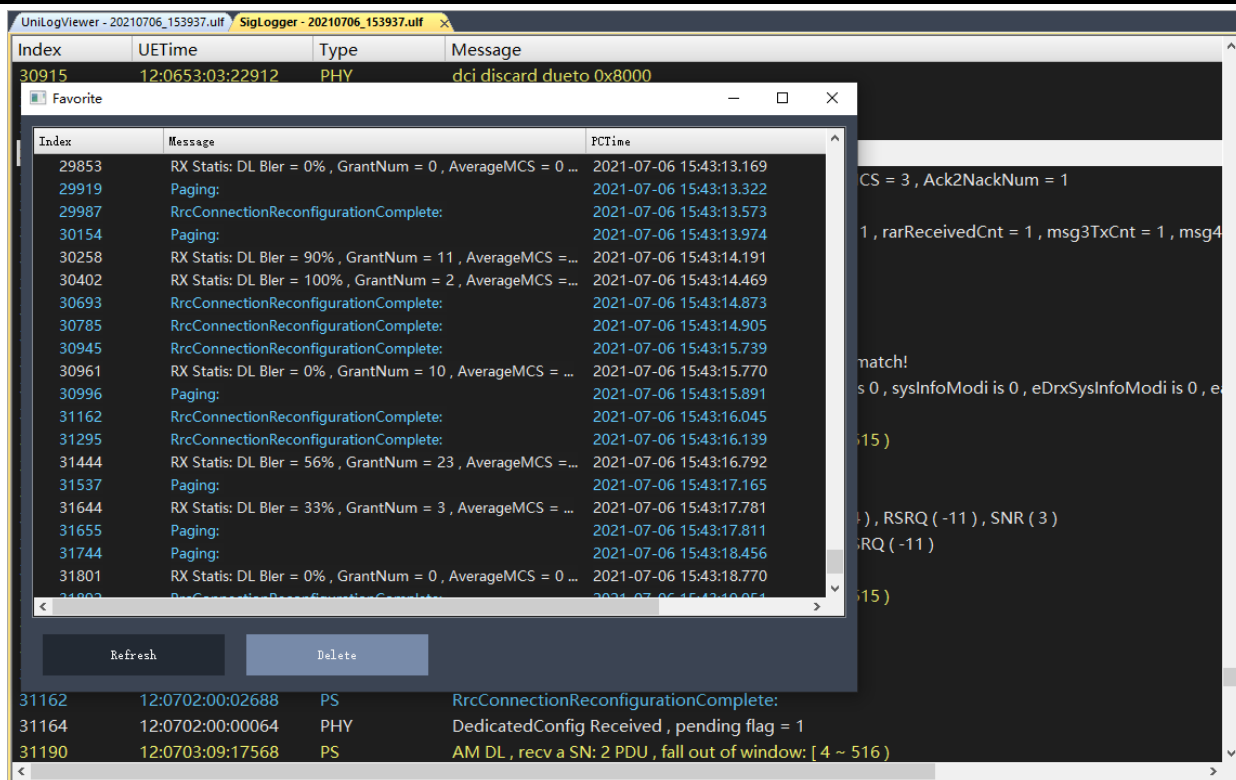 UniLogViewer - 20210706_153937.ulf SigLogger - 20210706_153937.ulf
Index UETime Type Message
30915 12:0653:03:22912 PHY dci discard dueto 0x8000
Favorite
Index Message PCTime
29853 RX Statis: DL Bler = 0% , GrantNum = 0 , AverageMCS = 0 ... 2021-07-06 15:43:13.169
29919 Paging: 2021-07-06 15:43:13.322
CS = 3 , Ack2NackNum = 1
29987 RrcConnectionReconfigurationComplete: 2021-07-06 15:43:13.573
30154 Paging: 2021-07-06 15:43:13.974
1 , rarReceivedCnt = 1 , msg3TxCnt = 1 , msg4
30258 RX Statis: DL Bler = 90% , GrantNum = 11 , AverageMCS =... 2021-07-06 15:43:14.191
30402 RX Statis: DL Bler = 100% , GrantNum = 2 , AverageMCS =... 2021-07-06 15:43:14.469
30693 RrcConnectionReconfigurationComplete: 2021-07-06 15:43:14.873
30785 RrcConnectionReconfigurationComplete: 2021-07-06 15:43:14.905
30945 RrcConnectionReconfigurationComplete: 2021-07-06 15:43:15.739
match!
30961 RX Statis: DL Bler = 0% , GrantNum = 10 , AverageMCS = ... 2021-07-06 15:43:15.770
30996 Paging: 2021-07-06 15:43:15.891
s 0 , sysInfoModi is 0 , eDrxSysInfoModi is 0 , ea
31162 RrcConnectionReconfigurationComplete: 2021-07-06 15:43:16.045
31295 RrcConnectionReconfigurationComplete: 2021-07-06 15:43:16.139
515 )
31444 RX Statis: DL Bler = 56% , GrantNum = 23 , AverageMCS =... 2021-07-06 15:43:16.792
31537 Paging: 2021-07-06 15:43:17.165
31644 RX Statis: DL Bler = 33% , GrantNum = 3 , AverageMCS = ... 2021-07-06 15:43:17.781
) , RSRQ ( -11 ) , SNR ( 3 )
31655 Paging: 2021-07-06 15:43:17.811
31744 Paging: 2021-07-06 15:43:18.456
SRQ ( -11 )
31801 RX Statis: DL Bler = 0% , GrantNum = 0 , AverageMCS = 0 ... 2021-07-06 15:43:18.770
515 )
Refresh Delete
31162 12:0702:00:02688 PS RrcConnectionReconfigurationComplete:
31164 12:0702:00:00064 PHY DedicatedConfig Received , pending flag = 1
31190 12:0703:09:17568 PS AM DL , recv a SN: 2 PDU , fall out of window: [ 4 ~ 516 )